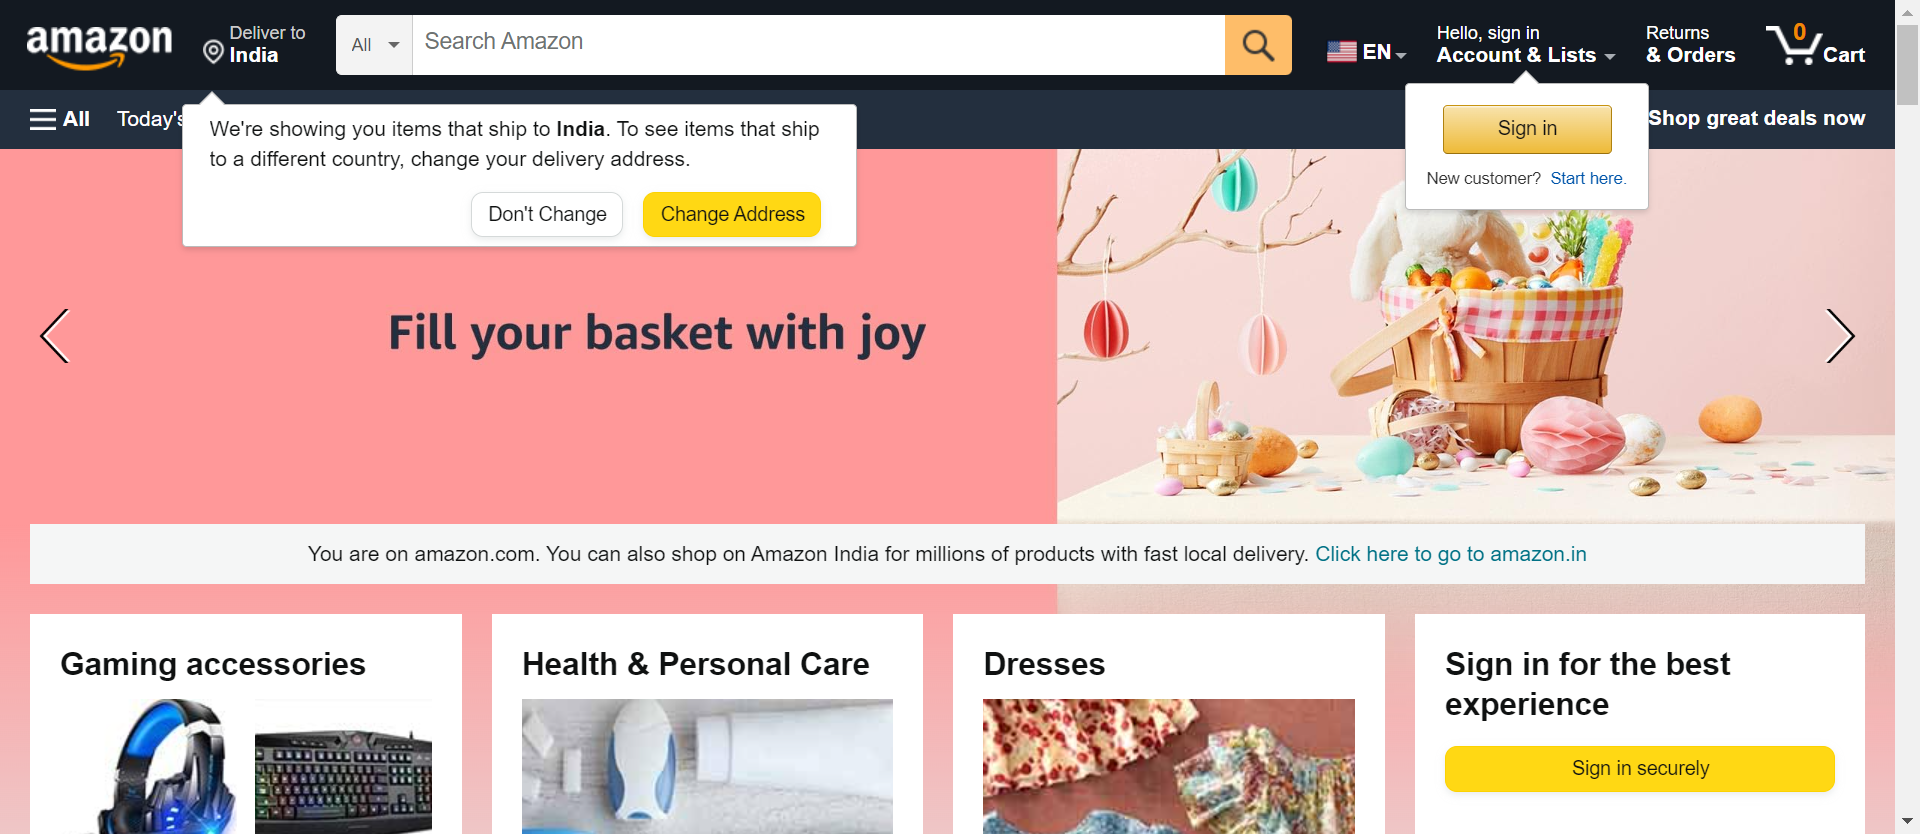 amazon
Deliver to
India
All
Search Amazon
EN
Hello, sign in
Account & Lists
Returns
& Orders
0
Cart
All
Today's
Shop great deals now
We're showing you items that ship to India. To see items that ship
to a different country, change your delivery address.
Don't Change
Change Address
Sign in
New customer? Start here.
Fill your basket with joy
You are on amazon.com. You can also shop on Amazon India for millions of products with fast local delivery. Click here to go to amazon.in
Gaming accessories
Health & Personal Care
Dresses
Sign in for the best
experience
Sign in securely